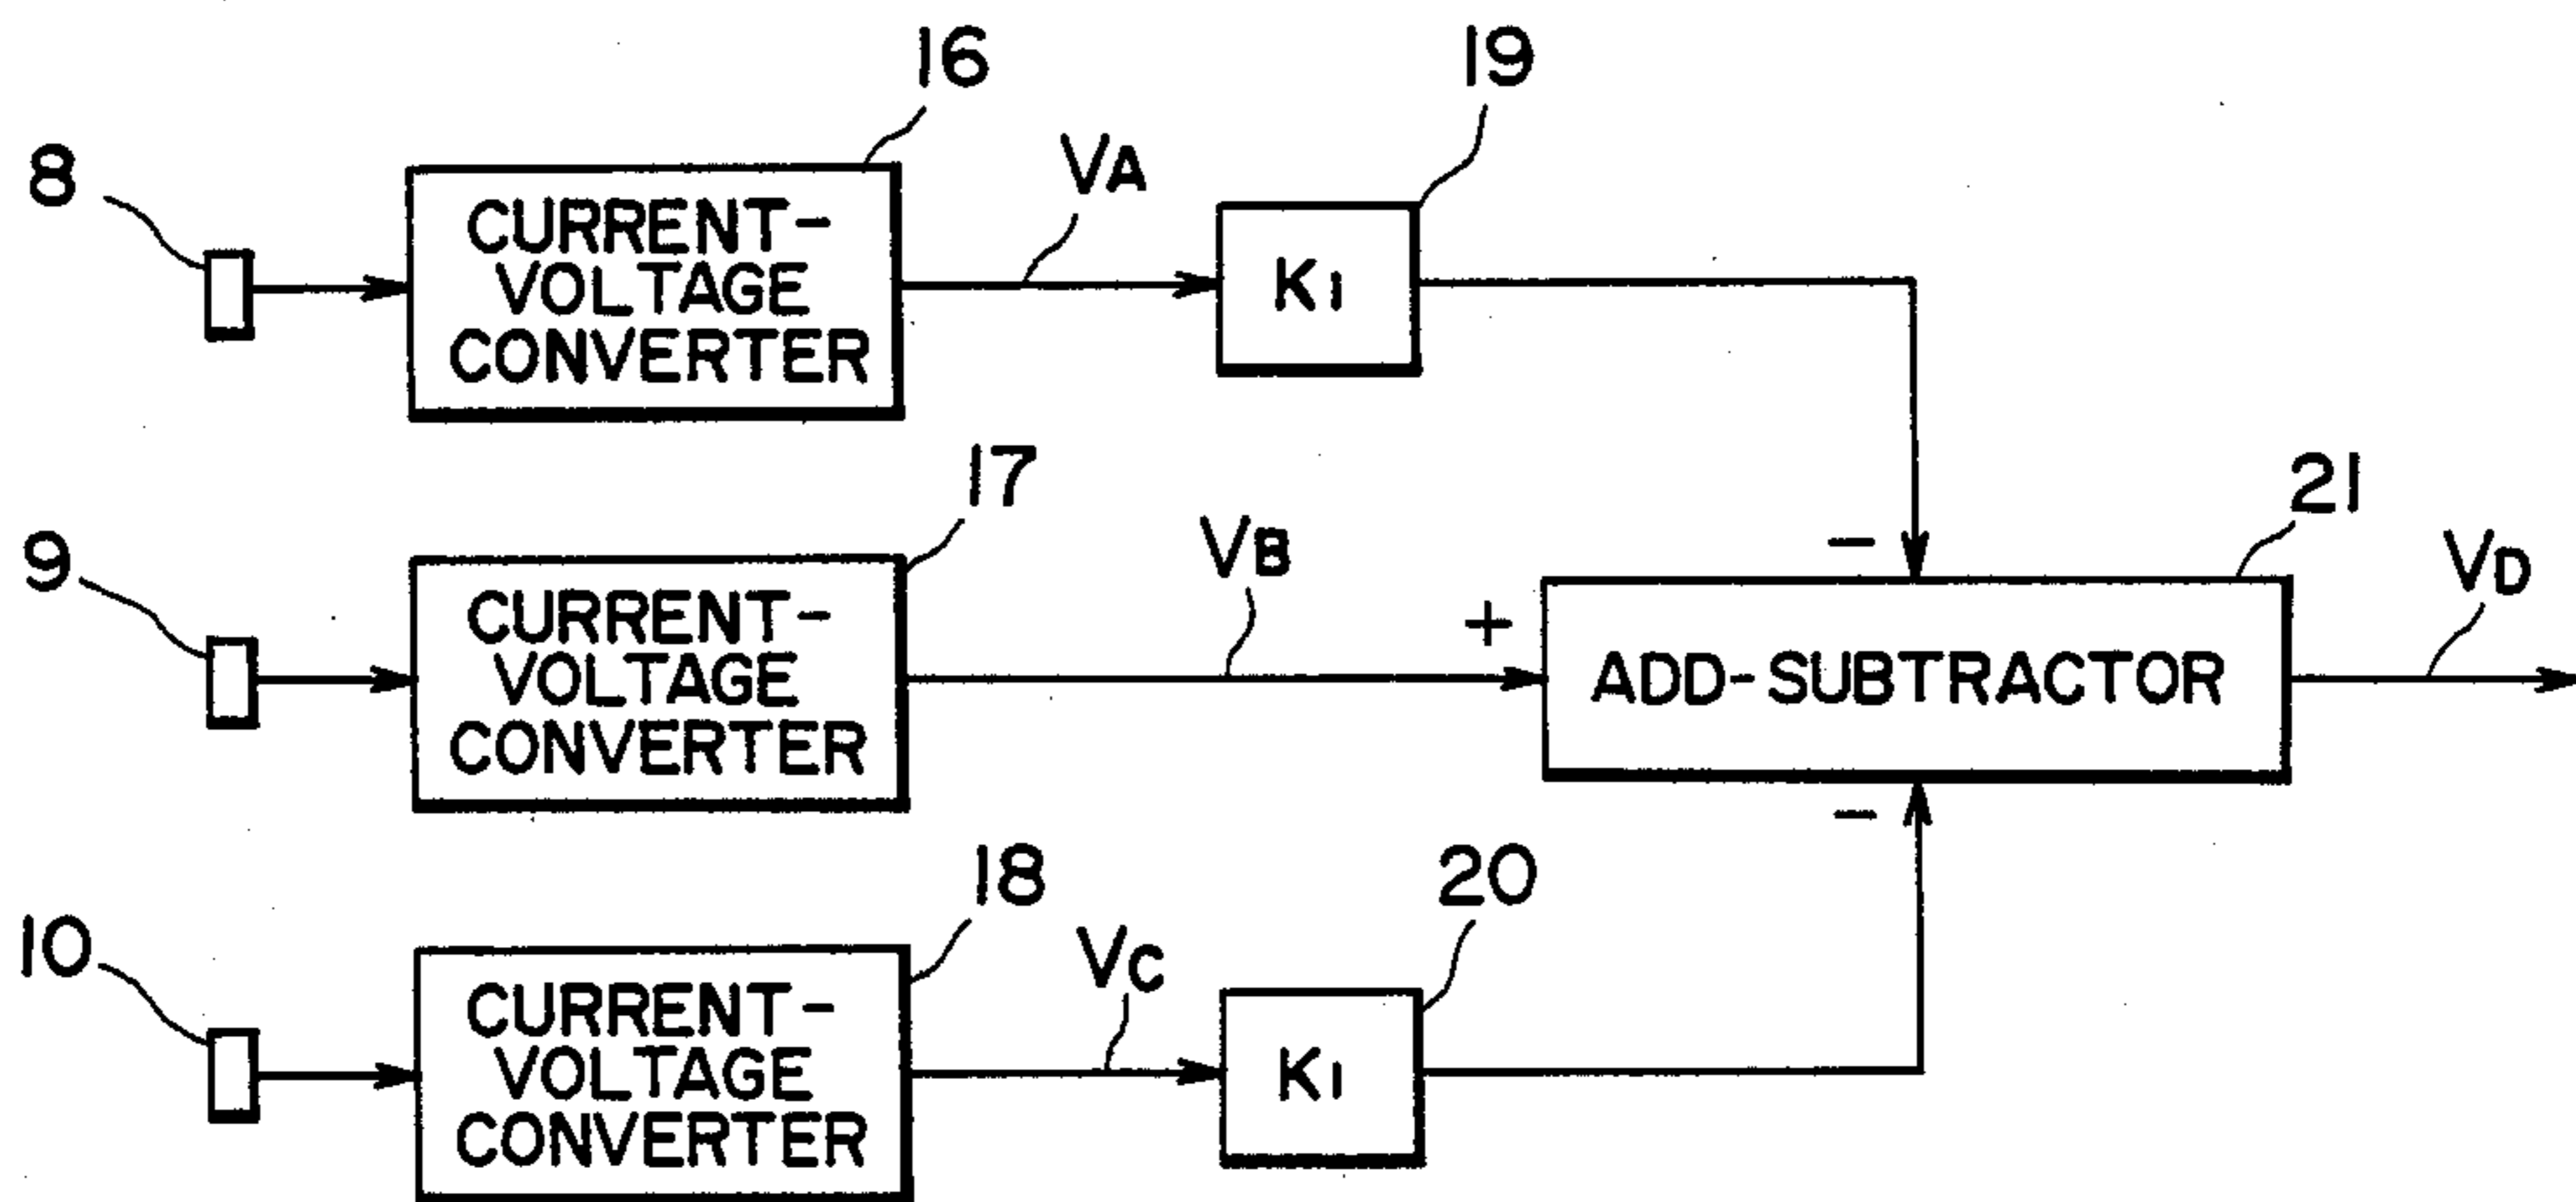 16
19
8
CURRENT-
VOLTAGE
CONVERTER
VA
K1
17
21
9
CURRENT-
VOLTAGE
CONVERTER
VB
-
+
ADD-SUBTRACTOR
VD
-
18
20
10
CURRENT-
VOLTAGE
CONVERTER
VC
K1